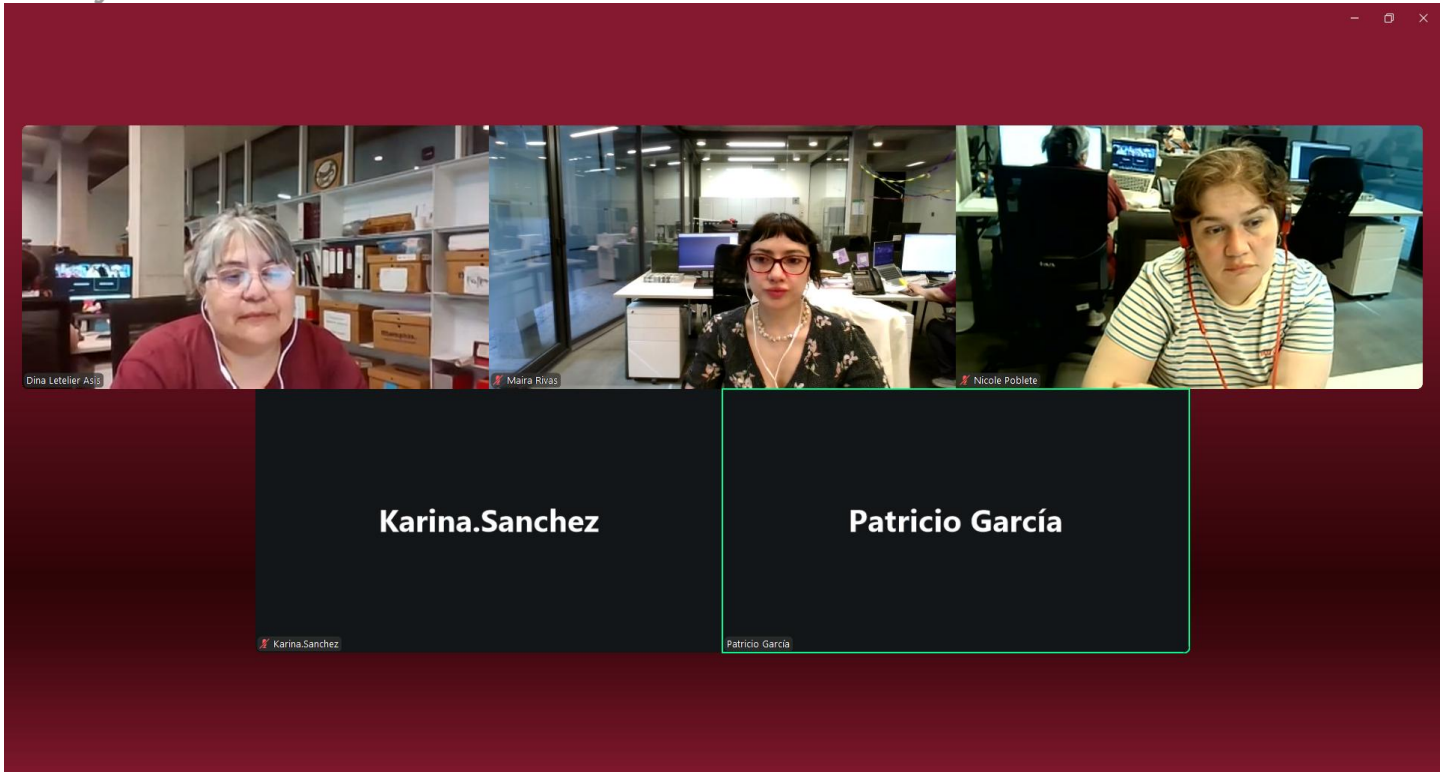 Dina Letelier Asis
Maira Rivas
Nicole Poblete
Karina.Sanchez
Patricio García
Karina.Sanchez
Patricio García